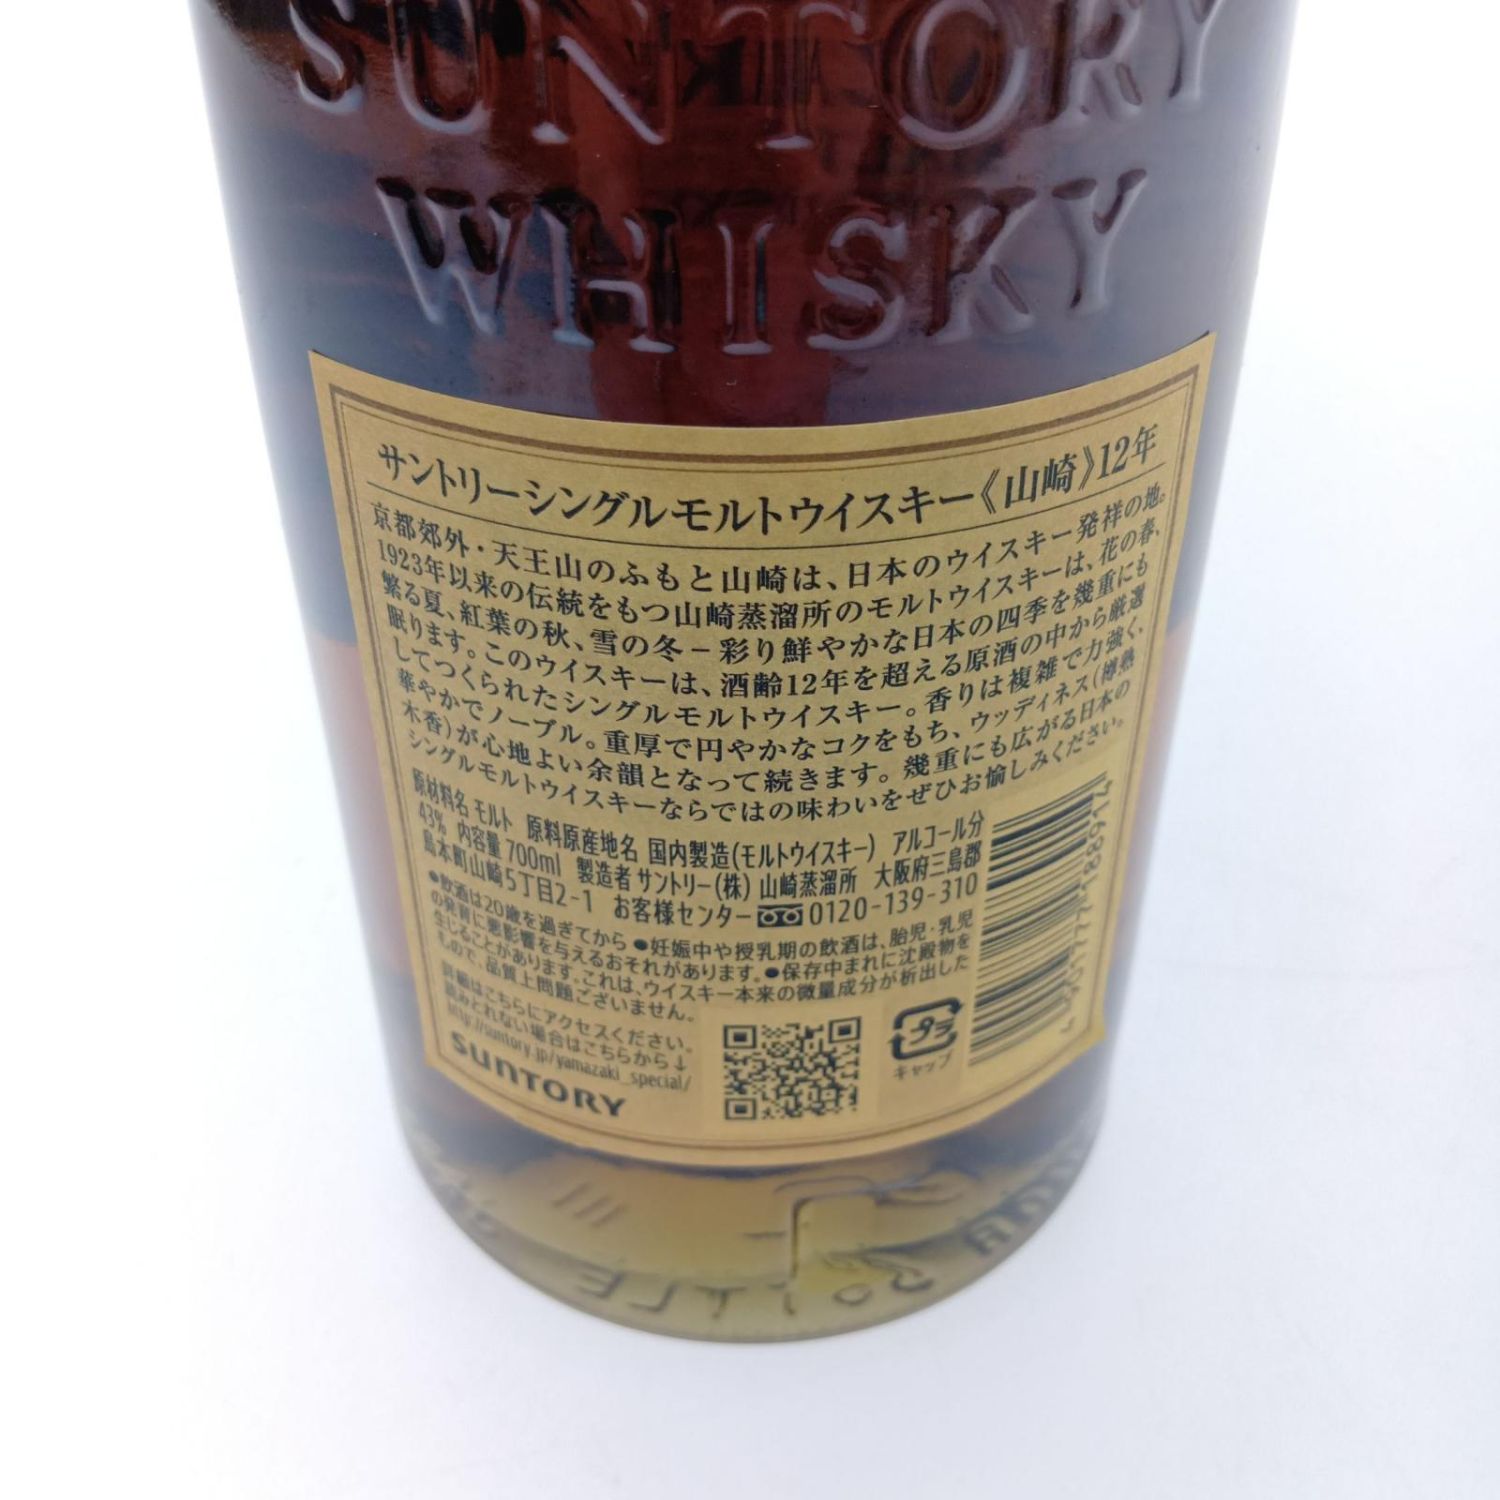 SUNTORY
WHISKY
サントリーシングルモルトウイスキー《山崎》12年
京都郊外・天王山のふもと山崎は、日本のウイスキー発祥の地。
1923年以来の伝統をもつ山崎蒸溜所のモルトウイスキーは、花の春、
繁る夏、紅葉の秋、雪の冬−彩り鮮やかな日本の四季を幾重にも
眠ります。このウイスキーは、酒齢12年を超える原酒の中から厳選
してつくられたシングルモルトウイスキー。香りは複雑で力強く、
華やかでノーブル。重厚で円やかなコクをもち、ウッディネス(樽熟
木香)が心地よい余韻となって続きます。幾重にも広がる日本の
シングルモルトウイスキーならではの味わいをぜひお愉しみください。
原材料名 モルト 原料原産地名 国内製造(モルトウイスキー) アルコール分
43% 内容量 700ml 製造者 サントリー(株) 山崎蒸溜所 大阪府三島郡
島本町山崎5丁目2-1 お客様センター 0120-139-310
●飲酒は20歳を過ぎてから ●妊娠中や授乳期の飲酒は、胎児・乳児
の発育に悪影響を与えるおそれがあります。●保存中まれに沈殿物を
生じることがあります。これは、ウイスキー本来の微量成分が析出した
もので、品質上問題ございません。
詳細はこちらにアクセスください。
読みとれない場合はこちらから↓
http://suntory.jp/yamazaki_special/
SUNTORY
プラ
キャップ
4 901777 188914